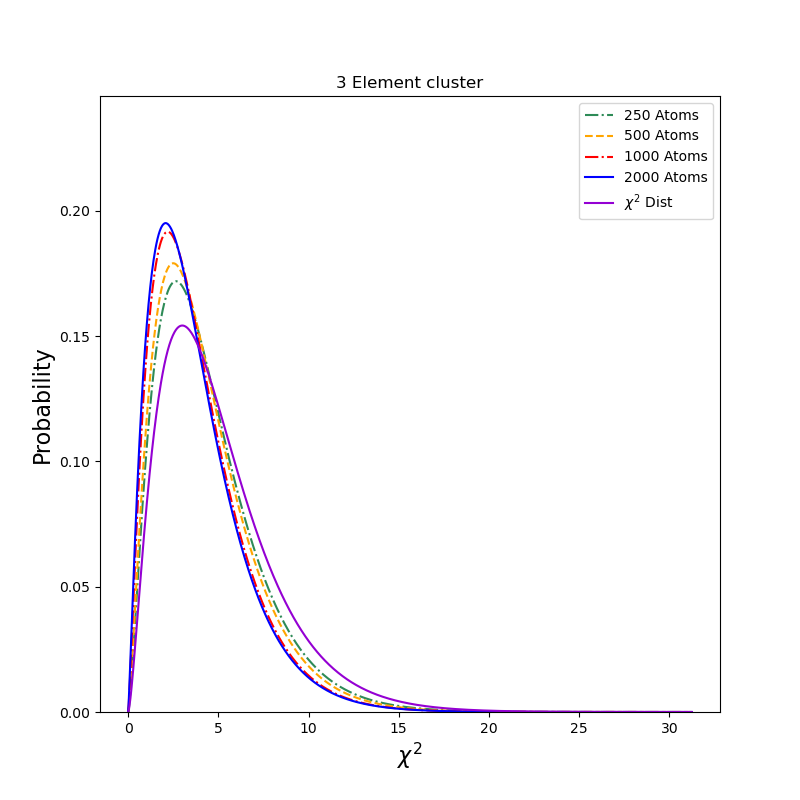 3 Element cluster
250 Atoms
500 Atoms
1000 Atoms
2000 Atoms
χ² Dist
Probability
0.20
0.15
0.10
0.05
0.00
0 5 10 15 20 25 30
χ²